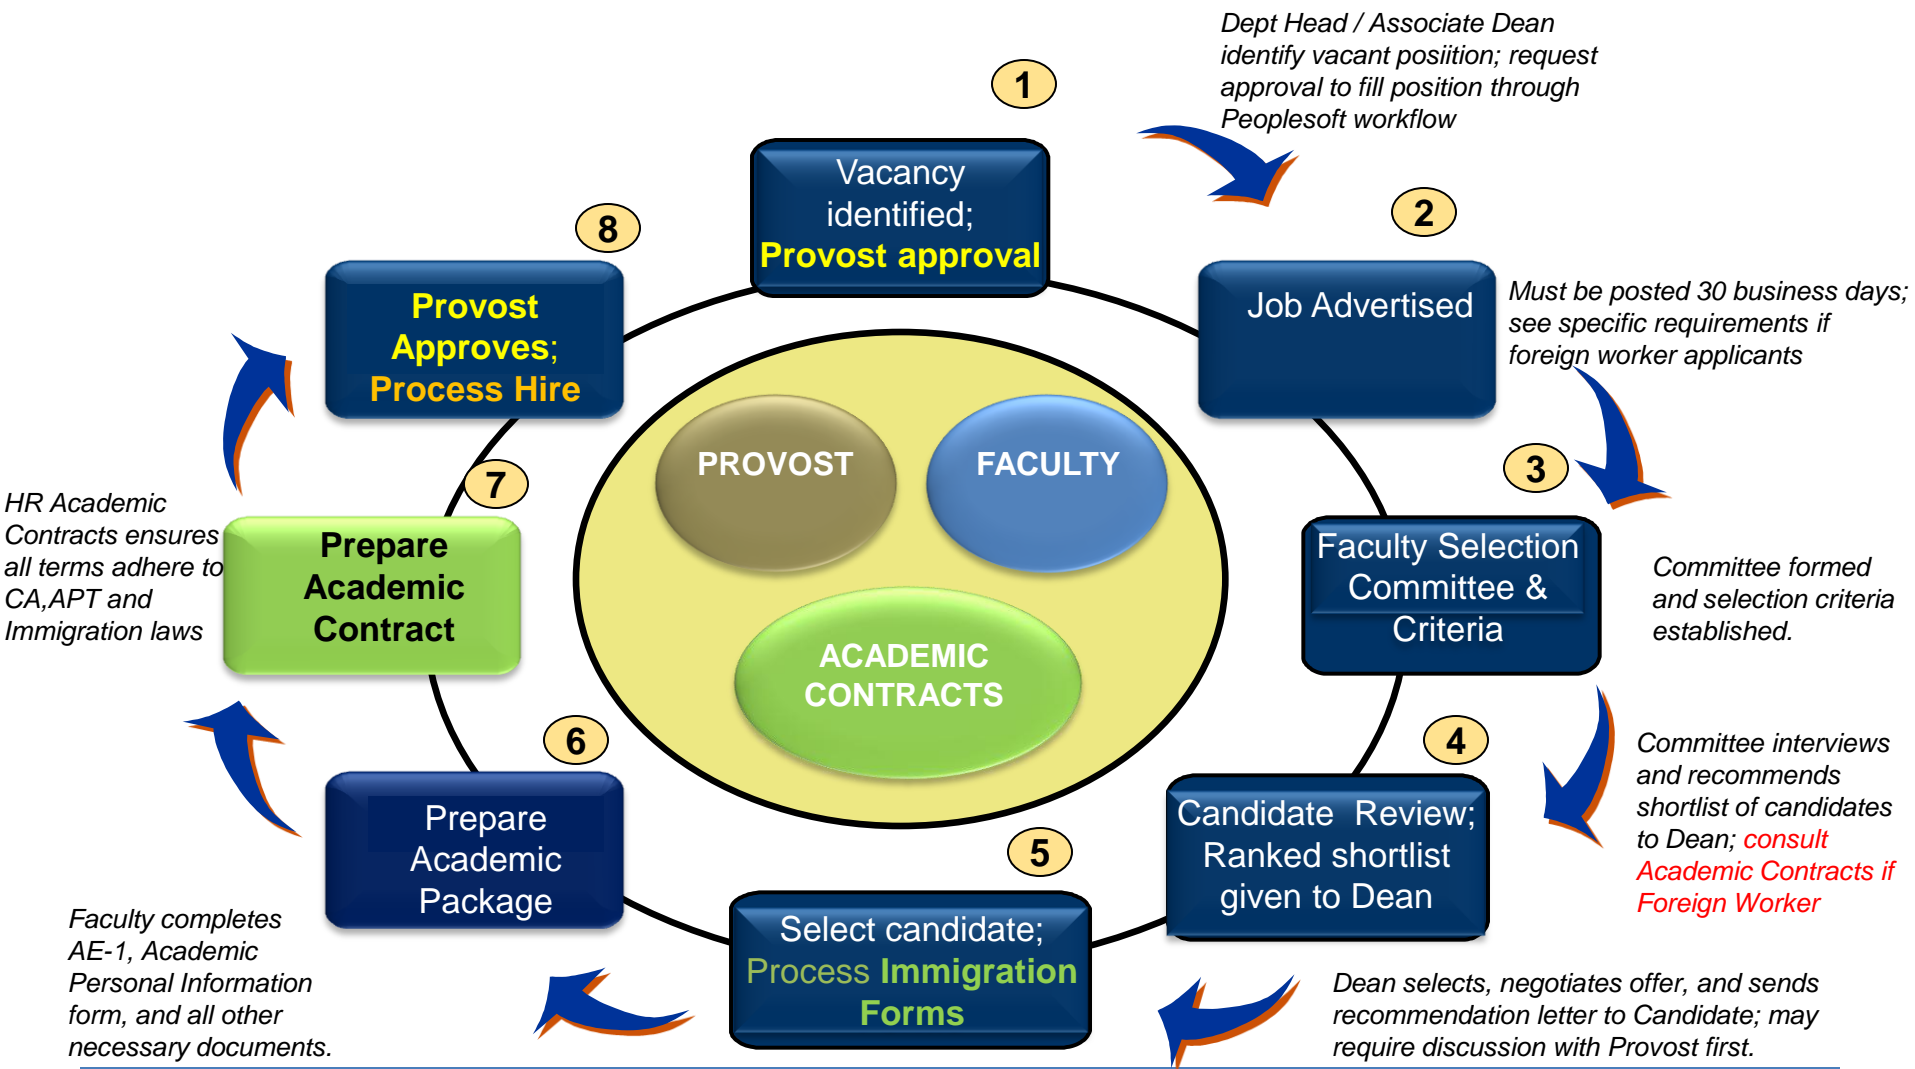 1
Dept Head / Associate Dean
identify vacant posiition; request
approval to fill position through
Peoplesoft workflow
Vacancy
identified;
Provost approval
2
Job Advertised
Must be posted 30 business days;
see specific requirements if
foreign worker applicants
3
Faculty Selection
Committee &
Criteria
Committee formed
and selection criteria
established.
4
Candidate Review;
Ranked shortlist
given to Dean
Committee interviews
and recommends
shortlist of candidates
to Dean; consult
Academic Contracts if
Foreign Worker
5
Select candidate;
Process Immigration
Forms
Dean selects, negotiates offer, and sends
recommendation letter to Candidate; may
require discussion with Provost first.
6
Prepare
Academic
Package
Faculty completes
AE-1, Academic
Personal Information
form, and all other
necessary documents.
7
Prepare
Academic
Contract
HR Academic
Contracts ensures
all terms adhere to
CA,APT and
Immigration laws
8
Provost
Approves;
Process Hire
PROVOST
FACULTY
ACADEMIC
CONTRACTS